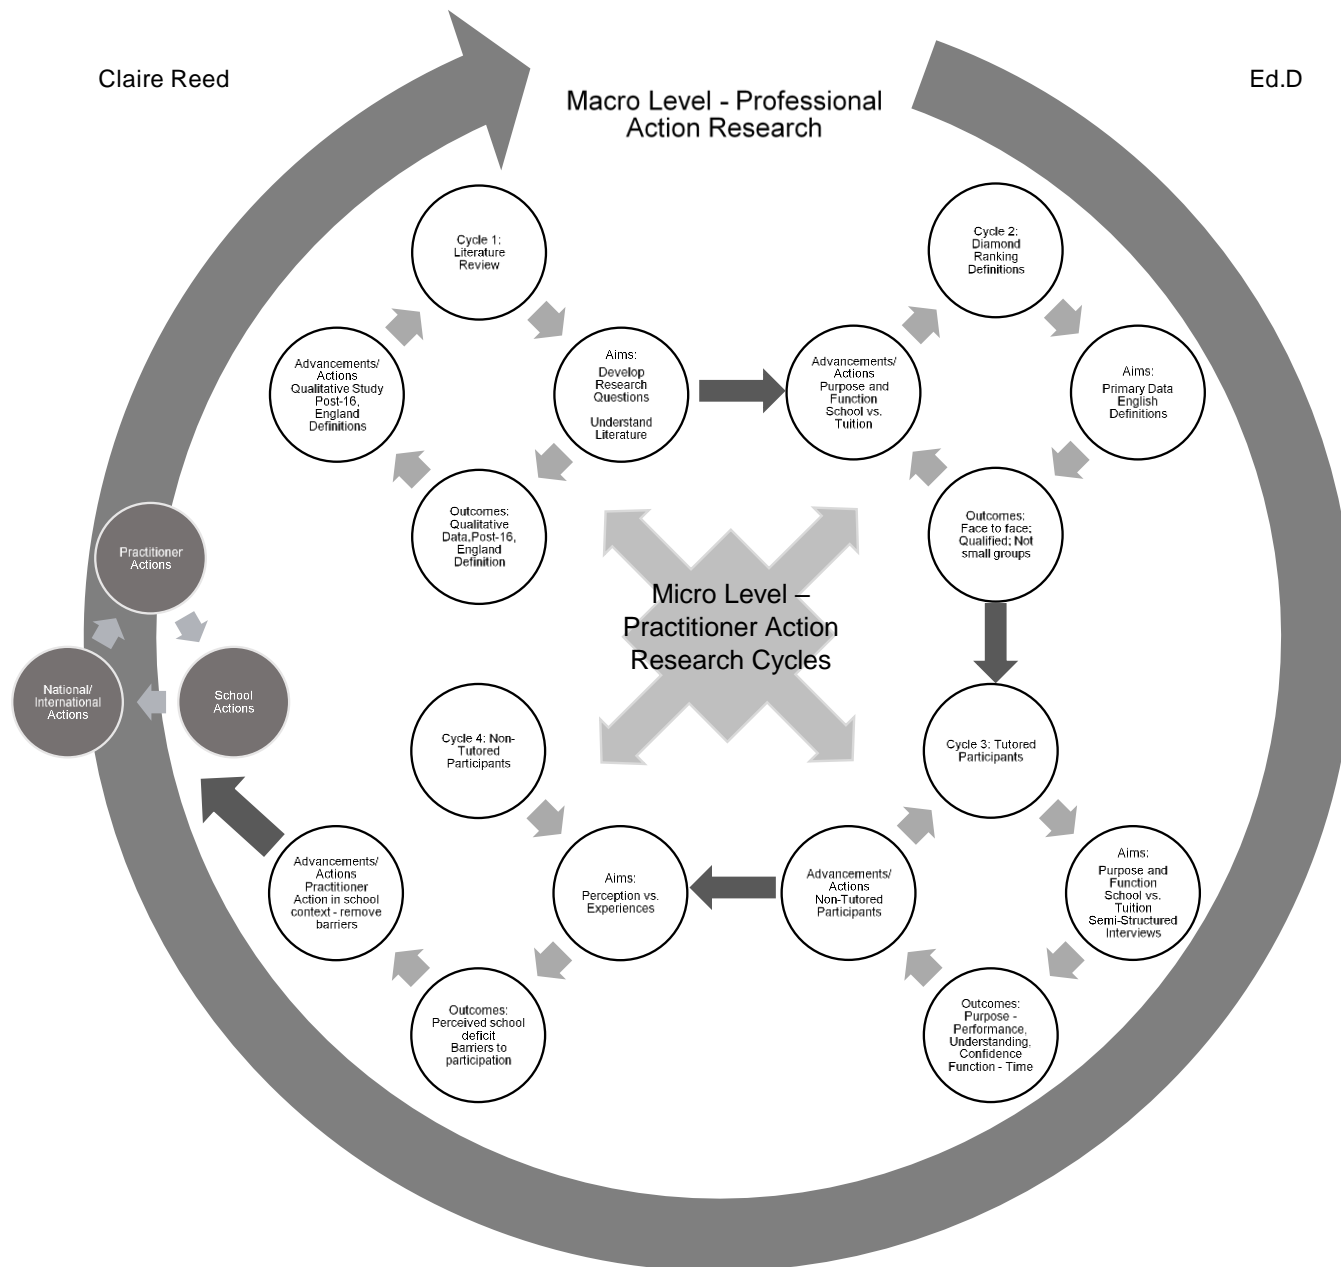 Claire Reed
Ed.D
Macro Level - Professional
Action Research
Cycle 1:
Literature
Review
Aims:
Develop
Research
Questions
Understand
Literature
Outcomes:
Qualitative
Data,Post-16,
England
Definition
Advancements/
Actions
Qualitative Study
Post-16,
England
Definitions
Cycle 2:
Diamond
Ranking
Definitions
Aims:
Primary Data
English
Definitions
Outcomes:
Face to face;
Qualified; Not
small groups
Advancements/
Actions
Purpose and
Function
School vs.
Tuition
Micro Level –
Practitioner Action
Research Cycles
Cycle 3: Tutored
Participants
Aims:
Purpose and
Function
School vs.
Tuition
Semi-Structured
Interviews
Outcomes:
Purpose -
Performance,
Understanding,
Confidence
Function - Time
Advancements/
Actions
Non-Tutored
Participants
Cycle 4: Non-
Tutored
Participants
Aims:
Perception vs.
Experiences
Outcomes:
Perceived school
deficit
Barriers to
participation
Advancements/
Actions
Practitioner
Action in school
context - remove
barriers
Practitioner
Actions
School
Actions
National/
International
Actions